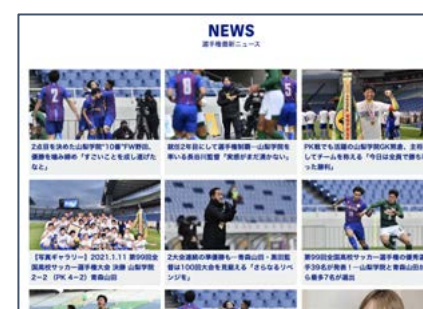 NEWS
選手権最新ニュース
2点目を決めた山梨学院"10番"FW野田、
優勝を噛み締め「すごいことを成し遂げた
なと」
就任2年目にして選手権制覇―山梨学院を
率いる長谷川監督「実感がまだ湧かない」
PK戦でも活躍の山梨学院GK熊倉、主将
してチームを称える「今日は全員で勝ち
った勝利」
【写真ギャラリー】2021.1.11 第99回全
国高校サッカー選手権大会 決勝 山梨学院
2−2 （PK 4−2）青森山田
2大会連続の準優勝も…青森山田・黒田監
督は100回大会を見据える「さらなるリベ
ンジを」
第99回全国高校サッカー選手権の優秀選
手39名が発表！―山梨学院と青森山田か
ら最多7名が選出